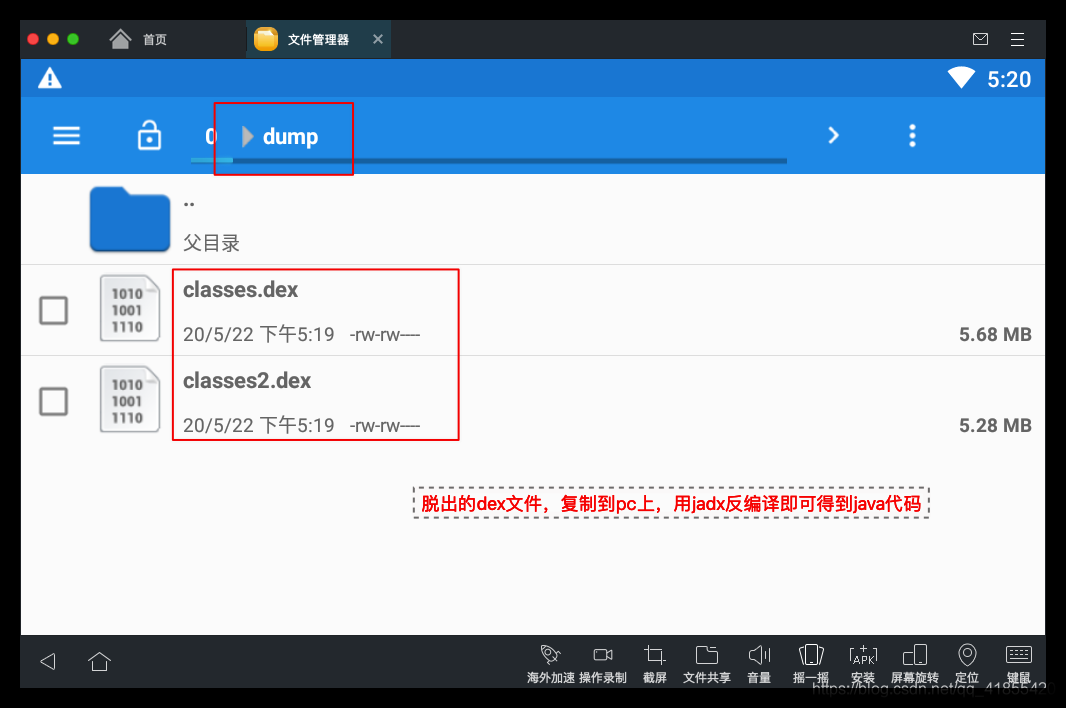 首页
文件管理器
5:20
0 dump
..
父目录
1010
1001
1110
classes.dex
20/5/22 下午5:19 -rw-rw----
5.68 MB
1010
1001
1110
classes2.dex
20/5/22 下午5:19 -rw-rw----
5.28 MB
脱出的dex文件，复制到pc上，用jadx反编译即可得到java代码
APK
海外加速 操作录制 截屏 文件共享 音量 摇一摇 安装 屏幕旋转 定位 键鼠
https://blog.csdn.net/qq_41855420